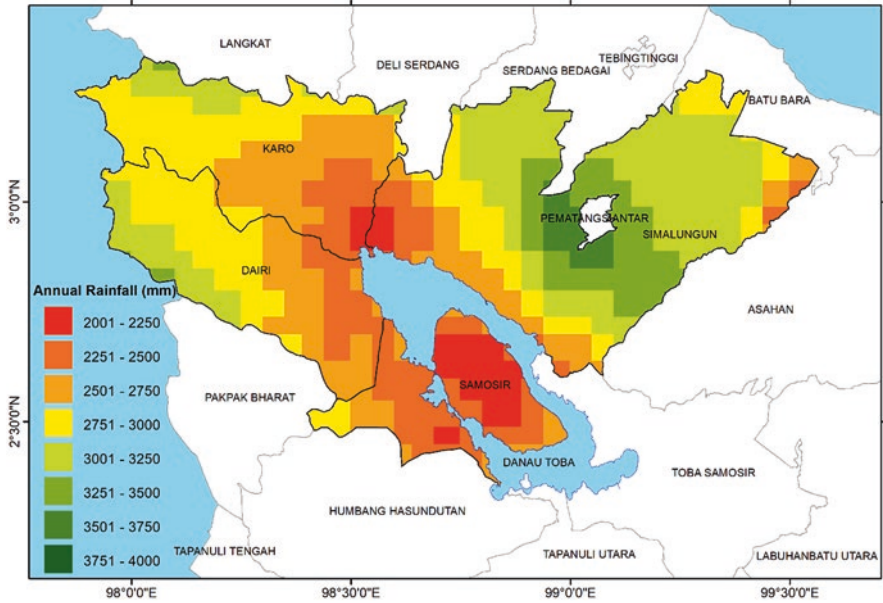 LANGKAT
DELI SERDANG
TEBINGTINGGI
SERDANG BEDAGAI
BATU BARA
KARO
3°0'0"N
PEMATANGSIANTAR
SIMALUNGUN
DAIRI
Annual Rainfall (mm)
2001 - 2250
2251 - 2500
2501 - 2750
2751 - 3000
3001 - 3250
3251 - 3500
3501 - 3750
3751 - 4000
ASAHAN
SAMOSIR
PAKPAK BHARAT
2°30'0"N
DANAU TOBA
TOBA SAMOSIR
HUMBANG HASUNDUTAN
TAPANULI TENGAH
TAPANULI UTARA
LABUHANBATU UTARA
98°0'0"E
98°30'0"E
99°0'0"E
99°30'0"E